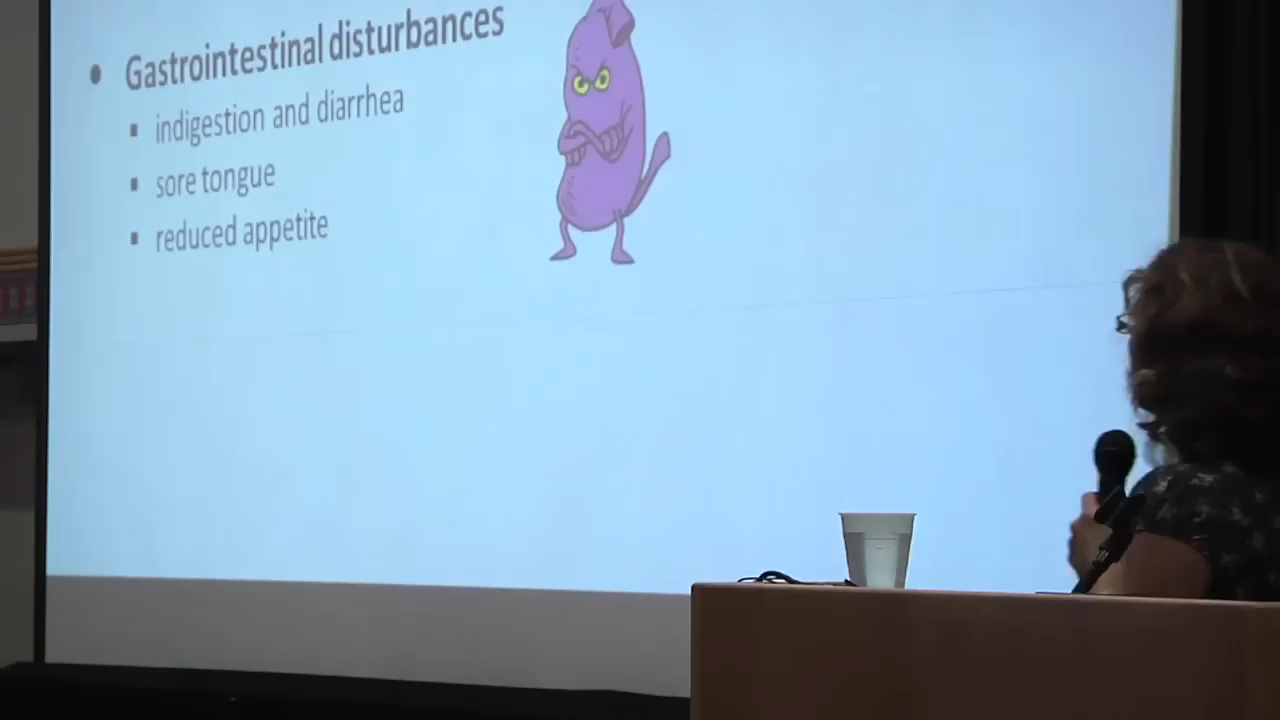 Gastrointestinal disturbances
indigestion and diarrhea
sore tongue
reduced appetite